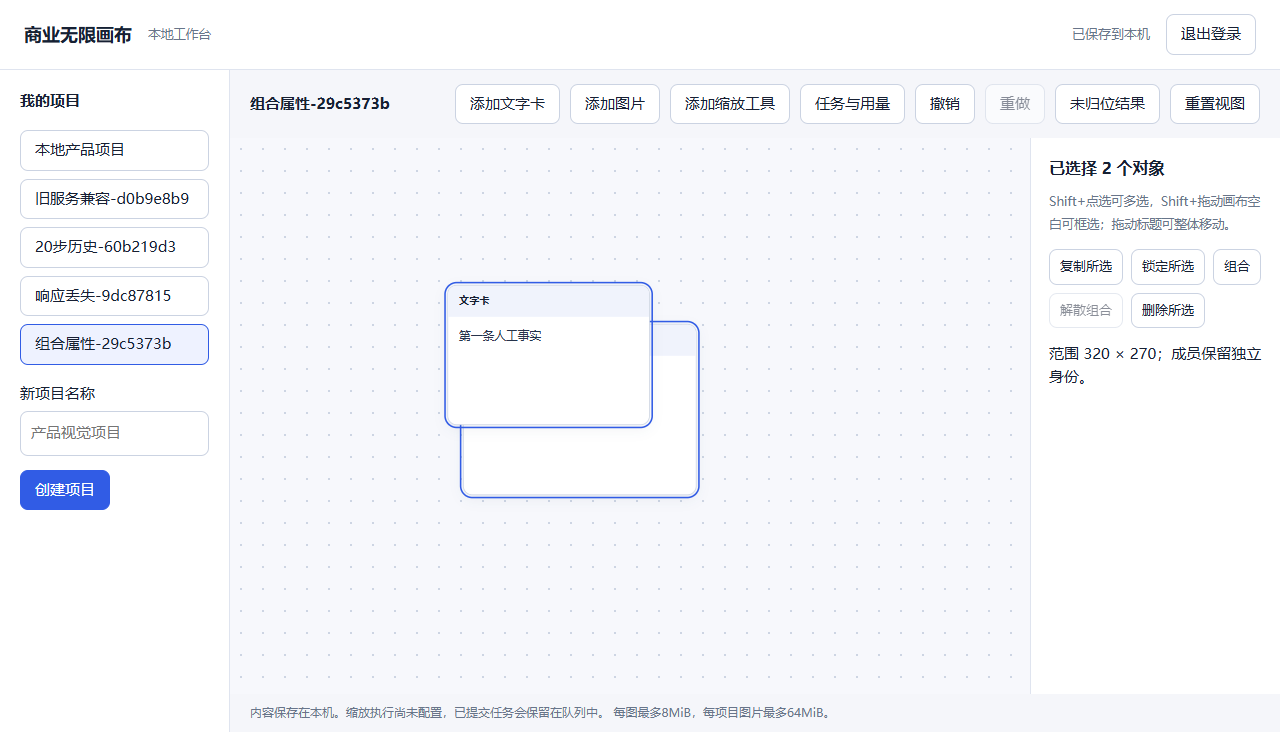 商业无限画布 本地工作台 已保存到本机 退出登录
我的项目
本地产品项目
旧服务兼容-d0b9e8b9
20步历史-60b219d3
响应丢失-9dc87815
组合属性-29c5373b
新项目名称
产品视觉项目
创建项目
组合属性-29c5373b 添加文字卡 添加图片 添加缩放工具 任务与用量 撤销 重做 未归位结果 重置视图
文字卡
第一条人工事实
已选择 2 个对象
Shift+点选可多选，Shift+拖动画布空
白可框选；拖动标题可整体移动。
复制所选 锁定所选 组合
解散组合 删除所选
范围 320 × 270；成员保留独立
身份。
内容保存在本机。缩放执行尚未配置，已提交任务会保留在队列中。 每图最多8MiB，每项目图片最多64MiB。